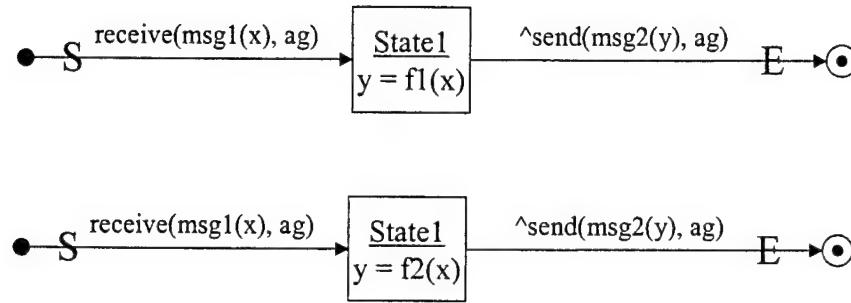 receive(msg1(x), ag)
^send(msg2(y), ag)
S
State1
y = f1(x)
E
receive(msg1(x), ag)
^send(msg2(y), ag)
S
State1
y = f2(x)
E